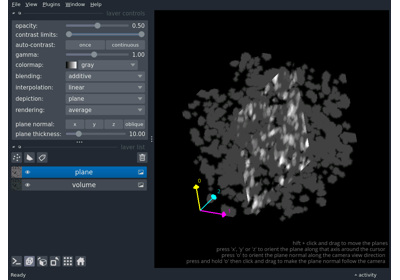 File View Plugins Window Help
layer controls
opacity: 0.50
contrast limits:
auto-contrast: once continuous
gamma: 1.00
colormap: gray
blending: additive
interpolation: linear
depiction: plane
rendering: average
plane normal: x y z oblique
plane thickness: 10.00
layer list
plane
volume
0
2
shift + click and drag to move the planes
press 'x', 'y' or 'z' to orient the plane along that axis around the cursor
press 'o' to orient the plane normal along the camera view direction
press and hold 'o' then click and drag to make the plane normal follow the camera
Ready
activity